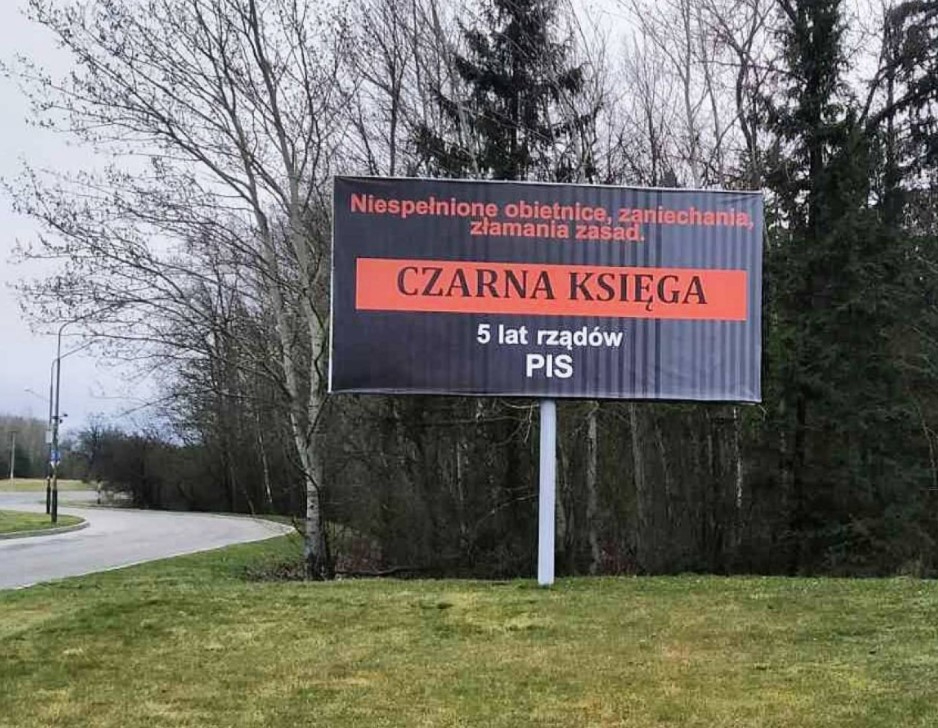 Niespełnione obietnice, zaniechania,
złamania zasad.
CZARNA KSIĘGA
5 lat rządów
PIS